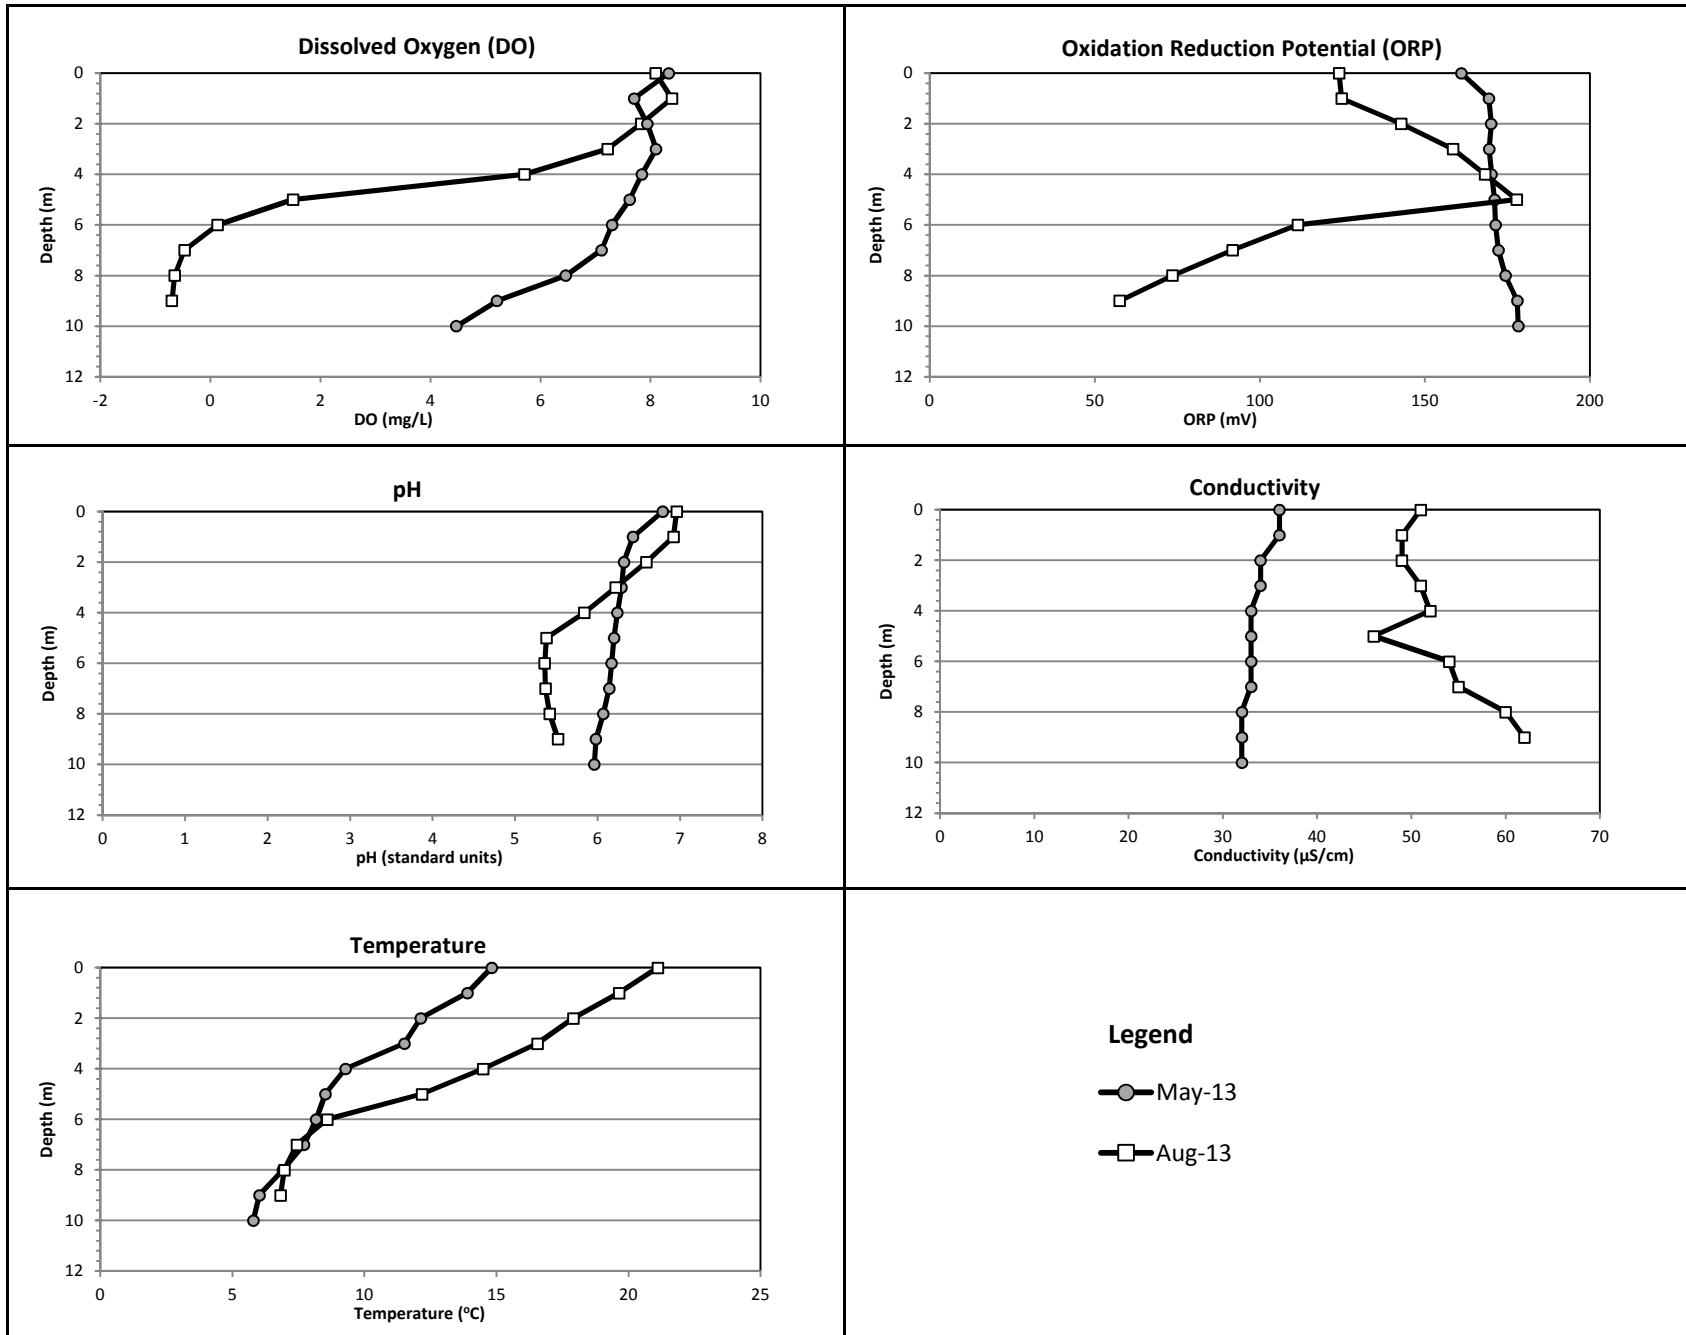 Dissolved Oxygen (DO)
0
2
4
6
8
10
12
Depth (m)
-2 0 2 4 6 8 10
DO (mg/L)
Oxidation Reduction Potential (ORP)
0
2
4
6
8
10
12
Depth (m)
0 50 100 150 200
ORP (mV)
pH
0
2
4
6
8
10
12
Depth (m)
0 1 2 3 4 5 6 7 8
pH (standard units)
Conductivity
0
2
4
6
8
10
12
Depth (m)
0 10 20 30 40 50 60 70
Conductivity (µS/cm)
Temperature
0
2
4
6
8
10
12
Depth (m)
0 5 10 15 20 25
Temperature (°C)
Legend
May-13
Aug-13